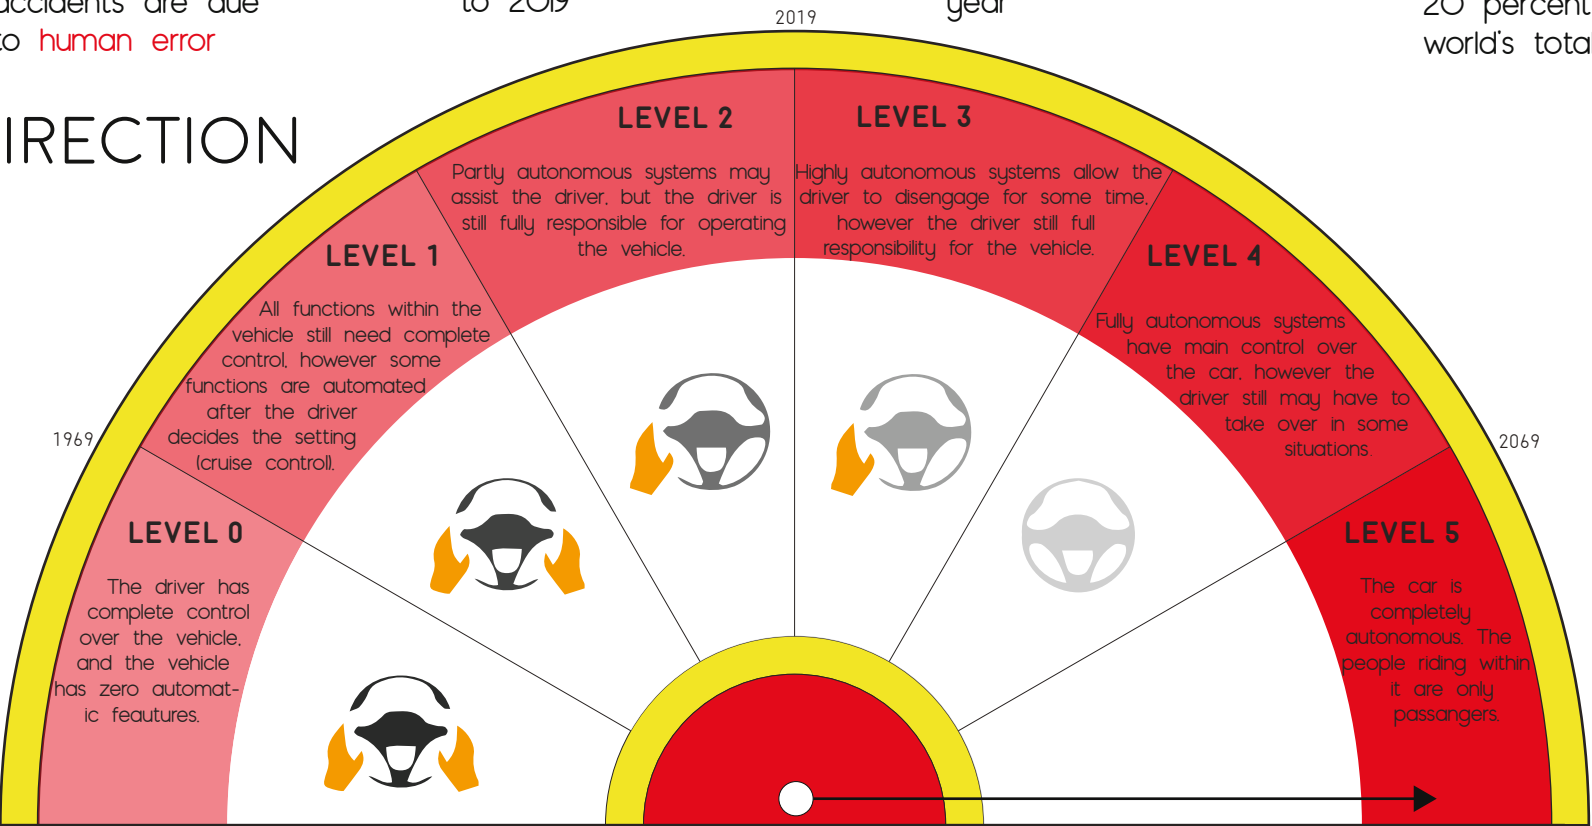 accidents are due
to human error
to 2019
year
20 percent
world's total
IRECTION
2019
1969
2069
LEVEL 0
The driver has
complete control
over the vehicle,
and the vehicle
has zero automat-
ic feautures.
LEVEL 1
All functions within the
vehicle still need complete
control, however some
functions are automated
after the driver
decides the setting
(cruise control).
LEVEL 2
Partly autonomous systems may
assist the driver, but the driver is
still fully responsible for operating
the vehicle.
LEVEL 3
Highly autonomous systems allow the
driver to disengage for some time,
however the driver still full
responsibility for the vehicle.
LEVEL 4
Fully autonomous systems
have main control over
the car, however the
driver still may have to
take over in some
situations.
LEVEL 5
The car is
completely
autonomous. The
people riding within
it are only
passangers.